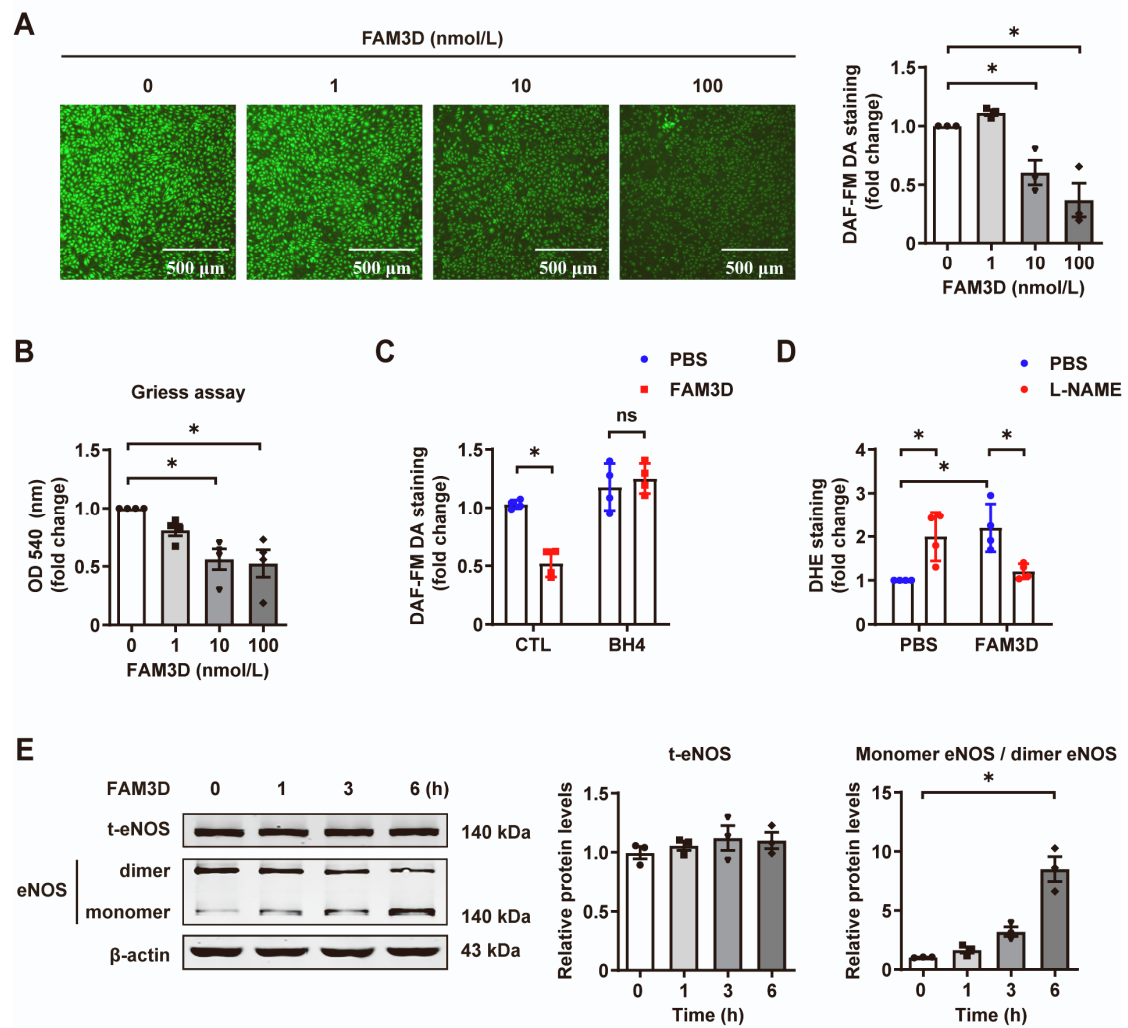 A
FAM3D (nmol/L)
0 1 10 100
500 μm 500 μm 500 μm 500 μm
DAF-FM DA staining
(fold change)
1.5
1.0
0.5
0
* *
0 1 10 100
FAM3D (nmol/L)
B
Griess assay
OD 540 (nm)
(fold change)
1.5
1.0
0.5
0
* *
0 1 10 100
FAM3D (nmol/L)
C
PBS
FAM3D
DAF-FM DA staining
(fold change)
1.5
1.0
0.5
0
* ns
CTL BH4
D
PBS
L-NAME
DHE staining
(fold change)
4
3
2
1
0
* * *
PBS FAM3D
E
FAM3D 0 1 3 6 (h)
t-eNOS 140 kDa
eNOS
dimer
monomer 140 kDa
β-actin 43 kDa
t-eNOS
Relative protein levels
1.5
1.0
0.5
0
0 1 3 6
Time (h)
Monomer eNOS / dimer eNOS
Relative protein levels
15
10
5
0
*
0 1 3 6
Time (h)